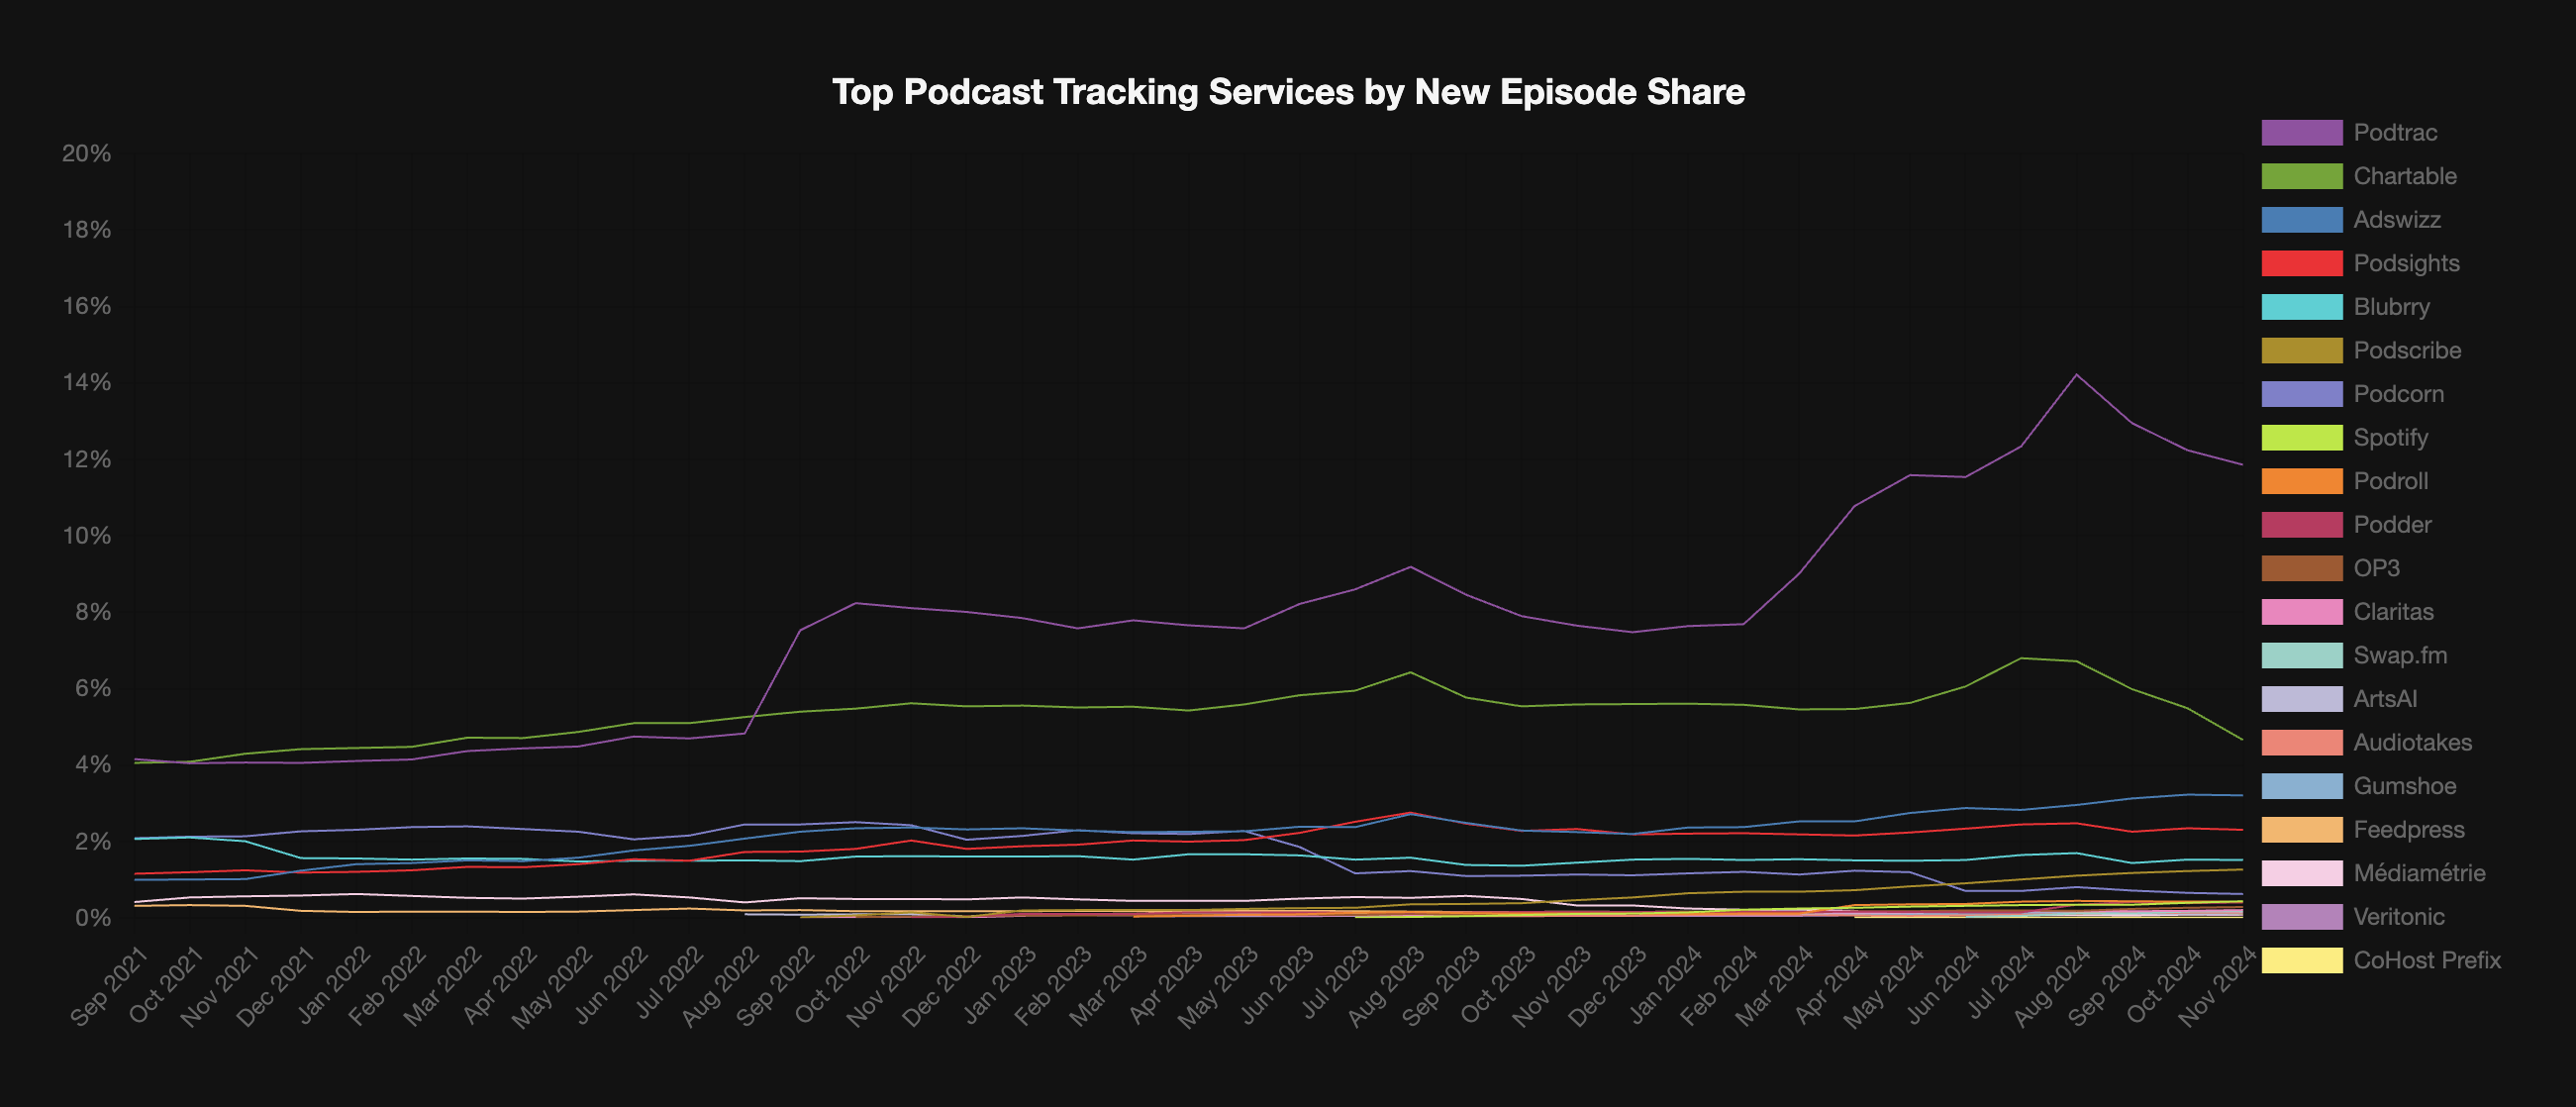 Top Podcast Tracking Services by New Episode Share
20%
18%
16%
14%
12%
10%
8%
6%
4%
2%
0%
Sep 2021
Oct 2021
Nov 2021
Dec 2021
Jan 2022
Feb 2022
Mar 2022
Apr 2022
May 2022
Jun 2022
Jul 2022
Aug 2022
Sep 2022
Oct 2022
Nov 2022
Dec 2022
Jan 2023
Feb 2023
Mar 2023
Apr 2023
May 2023
Jun 2023
Jul 2023
Aug 2023
Sep 2023
Oct 2023
Nov 2023
Dec 2023
Jan 2024
Feb 2024
Mar 2024
Apr 2024
May 2024
Jun 2024
Jul 2024
Aug 2024
Sep 2024
Oct 2024
Nov 2024
Podtrac
Chartable
Adswizz
Podsights
Blubrry
Podscribe
Podcorn
Spotify
Podroll
Podder
OP3
Claritas
Swap.fm
ArtsAI
Audiotakes
Gumshoe
Feedpress
Médiamétrie
Veritonic
CoHost Prefix